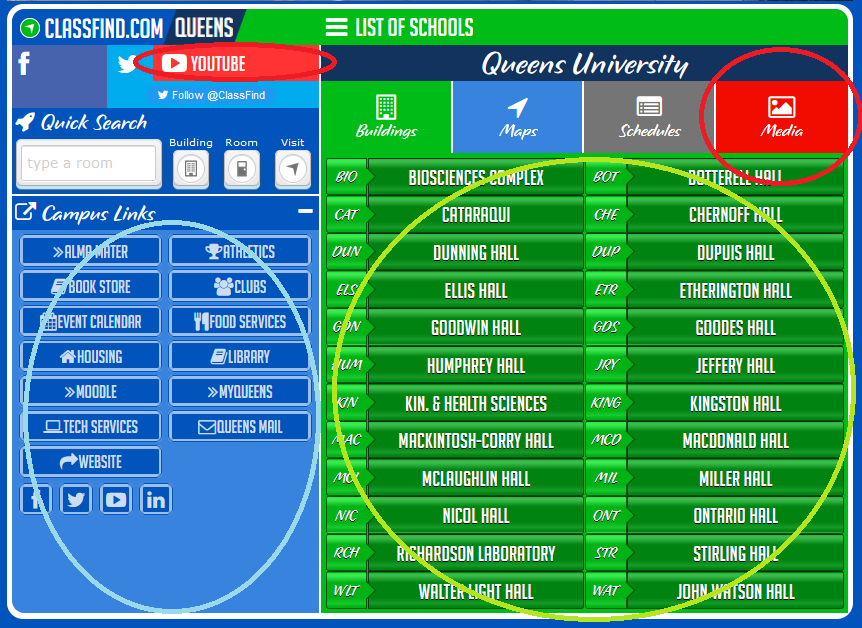 CLASSFIND.COM QUEENS
LIST OF SCHOOLS
YOUTUBE
Follow @ClassFind
Quick Search
Building Room Visit
type a room
Campus Links
ALMA MATER ATHLETICS
BOOK STORE CLUBS
EVENT CALENDAR FOOD SERVICES
HOUSING LIBRARY
MOODLE MYQUEENS
TECH SERVICES QUEENS MAIL
WEBSITE
Queens University
Buildings Maps Schedules Media
BIO BIOSCIENCES COMPLEX BOT BOTTERELL HALL
CAT CATARAQUI CHE CHERNOFF HALL
DUN DUNNING HALL DUP DUPUIS HALL
ELS ELLIS HALL ETR ETHERINGTON HALL
GDN GOODWIN HALL GDS GOODES HALL
HUM HUMPHREY HALL JRY JEFFERY HALL
KIN KIN. & HEALTH SCIENCES KING KINGSTON HALL
MAC MACKINTOSH-CORRY HALL MCD MACDONALD HALL
MCL MCLAUGHLIN HALL MIL MILLER HALL
NIC NICOL HALL ONT ONTARIO HALL
RCH RICHARDSON LABORATORY STR STIRLING HALL
WLT WALTER LIGHT HALL WAT JOHN WATSON HALL